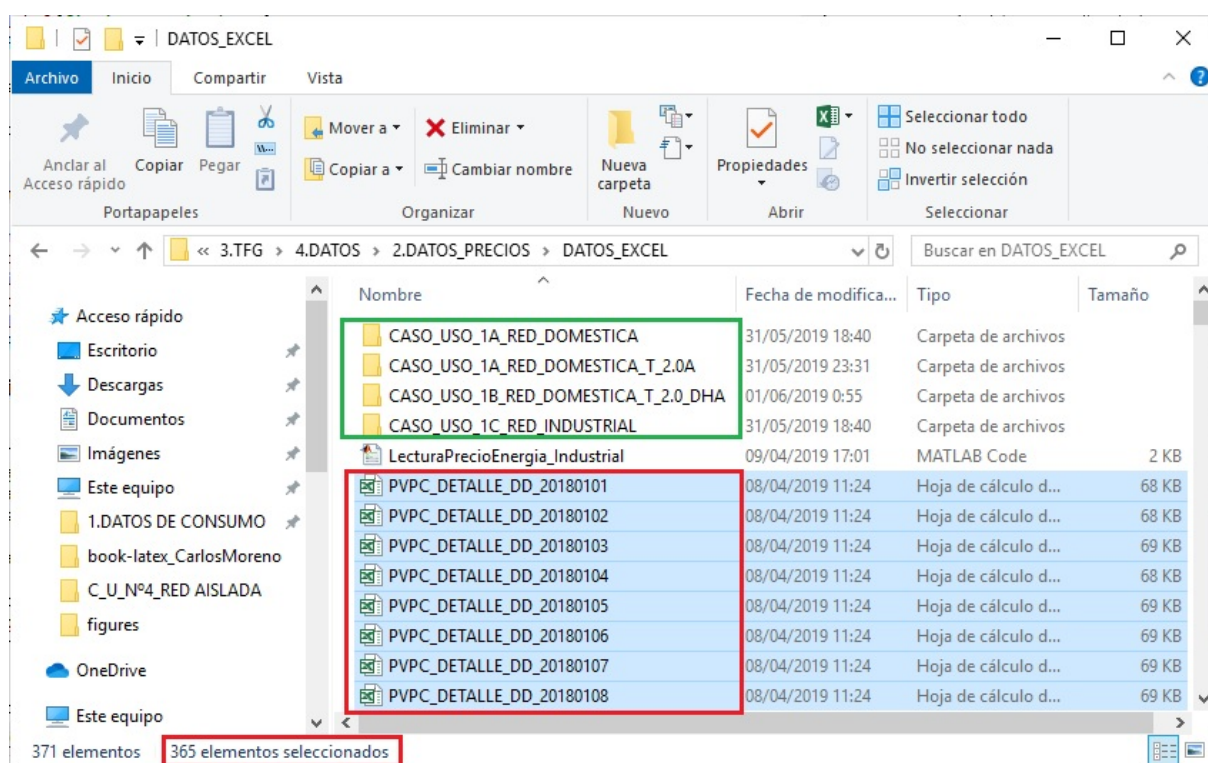 DATOS_EXCEL
Archivo Inicio Compartir Vista
Anclar al Acceso rápido
Copiar
Pegar
Mover a
Copiar a
Eliminar
Cambiar nombre
Nueva carpeta
Propiedades
Seleccionar todo
No seleccionar nada
Invertir selección
Portapapeles Organizar Nuevo Abrir Seleccionar
« 3.TFG > 4.DATOS > 2.DATOS_PRECIOS > DATOS_EXCEL
Buscar en DATOS_EXCEL
Acceso rápido
Escritorio
Descargas
Documentos
Imágenes
Este equipo
1.DATOS DE CONSUMO
book-latex_CarlosMoreno
C_U_Nº4_RED AISLADA
figures
OneDrive
Este equipo
Nombre Fecha de modifica... Tipo Tamaño
CASO_USO_1A_RED_DOMESTICA 31/05/2019 18:40 Carpeta de archivos
CASO_USO_1A_RED_DOMESTICA_T_2.0A 31/05/2019 23:31 Carpeta de archivos
CASO_USO_1B_RED_DOMESTICA_T_2.0_DHA 01/06/2019 0:55 Carpeta de archivos
CASO_USO_1C_RED_INDUSTRIAL 31/05/2019 18:40 Carpeta de archivos
LecturaPrecioEnergia_Industrial 09/04/2019 17:01 MATLAB Code 2 KB
PVPC_DETALLE_DD_20180101 08/04/2019 11:24 Hoja de cálculo d... 68 KB
PVPC_DETALLE_DD_20180102 08/04/2019 11:24 Hoja de cálculo d... 68 KB
PVPC_DETALLE_DD_20180103 08/04/2019 11:24 Hoja de cálculo d... 69 KB
PVPC_DETALLE_DD_20180104 08/04/2019 11:24 Hoja de cálculo d... 68 KB
PVPC_DETALLE_DD_20180105 08/04/2019 11:24 Hoja de cálculo d... 69 KB
PVPC_DETALLE_DD_20180106 08/04/2019 11:24 Hoja de cálculo d... 69 KB
PVPC_DETALLE_DD_20180107 08/04/2019 11:24 Hoja de cálculo d... 69 KB
PVPC_DETALLE_DD_20180108 08/04/2019 11:24 Hoja de cálculo d... 69 KB
371 elementos 365 elementos seleccionados